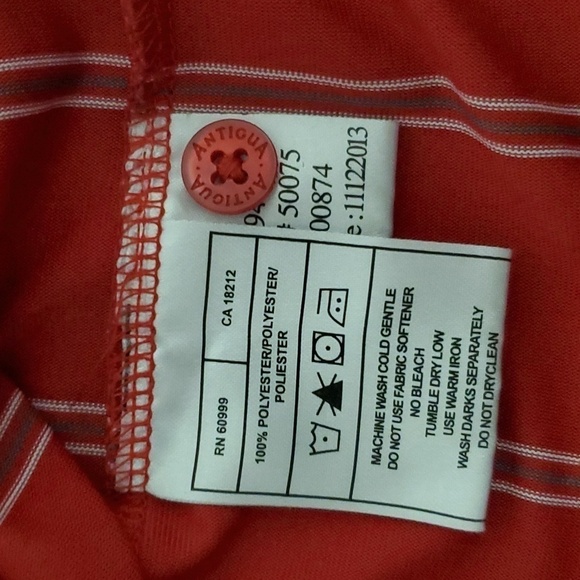 ANTIGUA
ANTIGUA
50075
00874
:11122013
RN 60999
CA 18212
100% POLYESTER/POLYESTER/
POLIESTER
MACHINE WASH COLD GENTLE
DO NOT USE FABRIC SOFTENER
NO BLEACH
TUMBLE DRY LOW
USE WARM IRON
WASH DARKS SEPARATELY
DO NOT DRYCLEAN